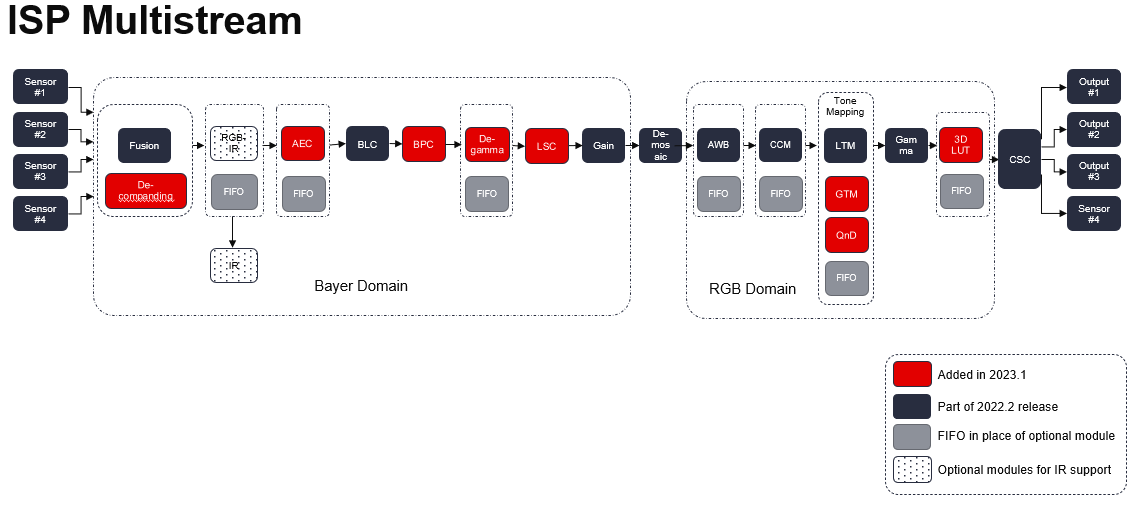 ISP Multistream
Sensor
#1
Sensor
#2
Sensor
#3
Sensor
#4
Fusion
De-
companding
RGB-
IR
FIFO
IR
AEC
FIFO
BLC
BPC
De-
gamma
FIFO
LSC
Gain
Bayer Domain
De-
mos
aic
AWB
FIFO
CCM
FIFO
Tone
Mapping
LTM
GTM
QnD
FIFO
Gam
ma
3D
LUT
FIFO
RGB Domain
CSC
Output
#1
Output
#2
Output
#3
Sensor
#4
Added in 2023.1
Part of 2022.2 release
FIFO in place of optional module
Optional modules for IR support